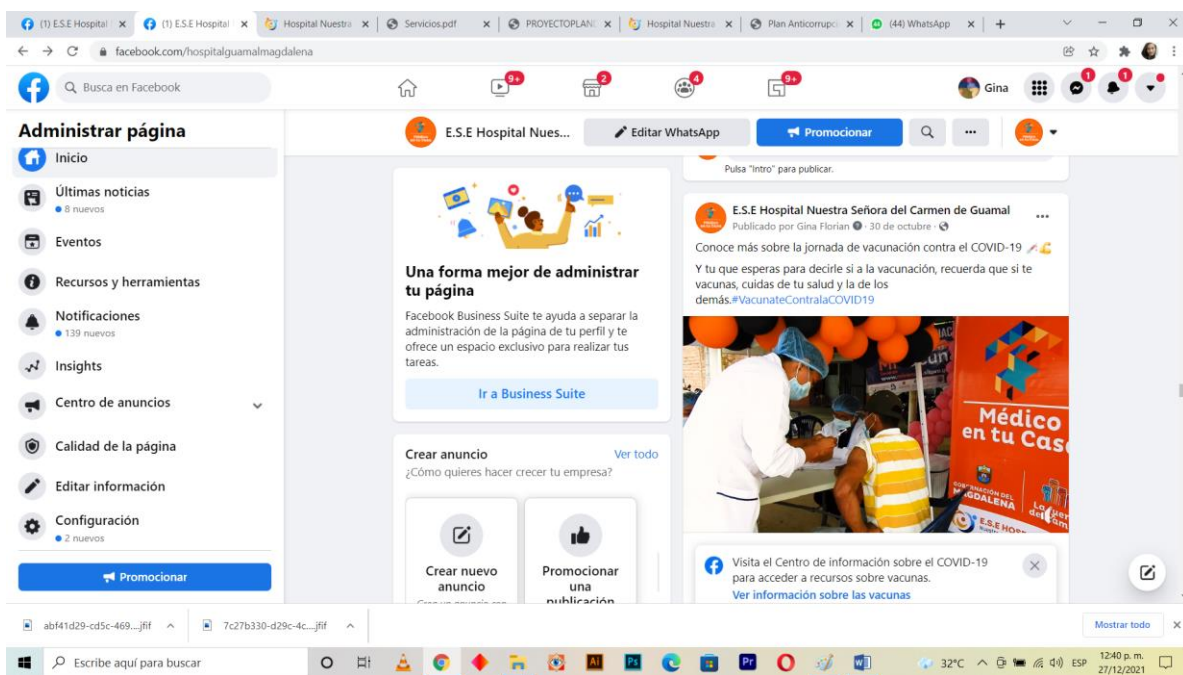 (1) E.S.E Hospital
(1) E.S.E Hospital
Hospital Nuestra
Servicios.pdf
PROYECTOPLAN
Hospital Nuestra
Plan Anticorrupc
(44) WhatsApp
facebook.com/hospitalguamalmagdalena
Busca en Facebook
9+
2
4
9+
Gina
1
1
Administrar página
E.S.E Hospital Nues...
Editar WhatsApp
Promocionar
Inicio
Últimas noticias
8 nuevos
Eventos
Recursos y herramientas
Notificaciones
139 nuevos
Insights
Centro de anuncios
Calidad de la página
Editar información
Configuración
2 nuevos
Promocionar
Una forma mejor de administrar
tu página
Facebook Business Suite te ayuda a separar la
administración de la página de tu perfil y te
ofrece un espacio exclusivo para realizar tus
tareas.
Ir a Business Suite
Crear anuncio
Ver todo
¿Cómo quieres hacer crecer tu empresa?
Crear nuevo
anuncio
Promocionar
una
publicación
Pulsa "Intro" para publicar.
E.S.E Hospital Nuestra Señora del Carmen de Guamal
Publicado por Gina Florian · 30 de octubre ·
Conoce más sobre la jornada de vacunación contra el COVID-19
Y tu que esperas para decirle si a la vacunación, recuerda que si te
vacunas, cuidas de tu salud y la de los
demás.#VacunateContralaCOVID19
Médico
en tu Casa
GOBERNACIÓN DEL
MAGDALENA
E.S.E HOS
Visita el Centro de información sobre el COVID-19
para acceder a recursos sobre vacunas.
Ver información sobre las vacunas
abf41d29-cd5c-469....jfif
7c27b330-d29c-4c....jfif
Mostrar todo
Escribe aquí para buscar
Ai
Ps
Pr
32°C
ESP
12:40 p. m.
27/12/2021